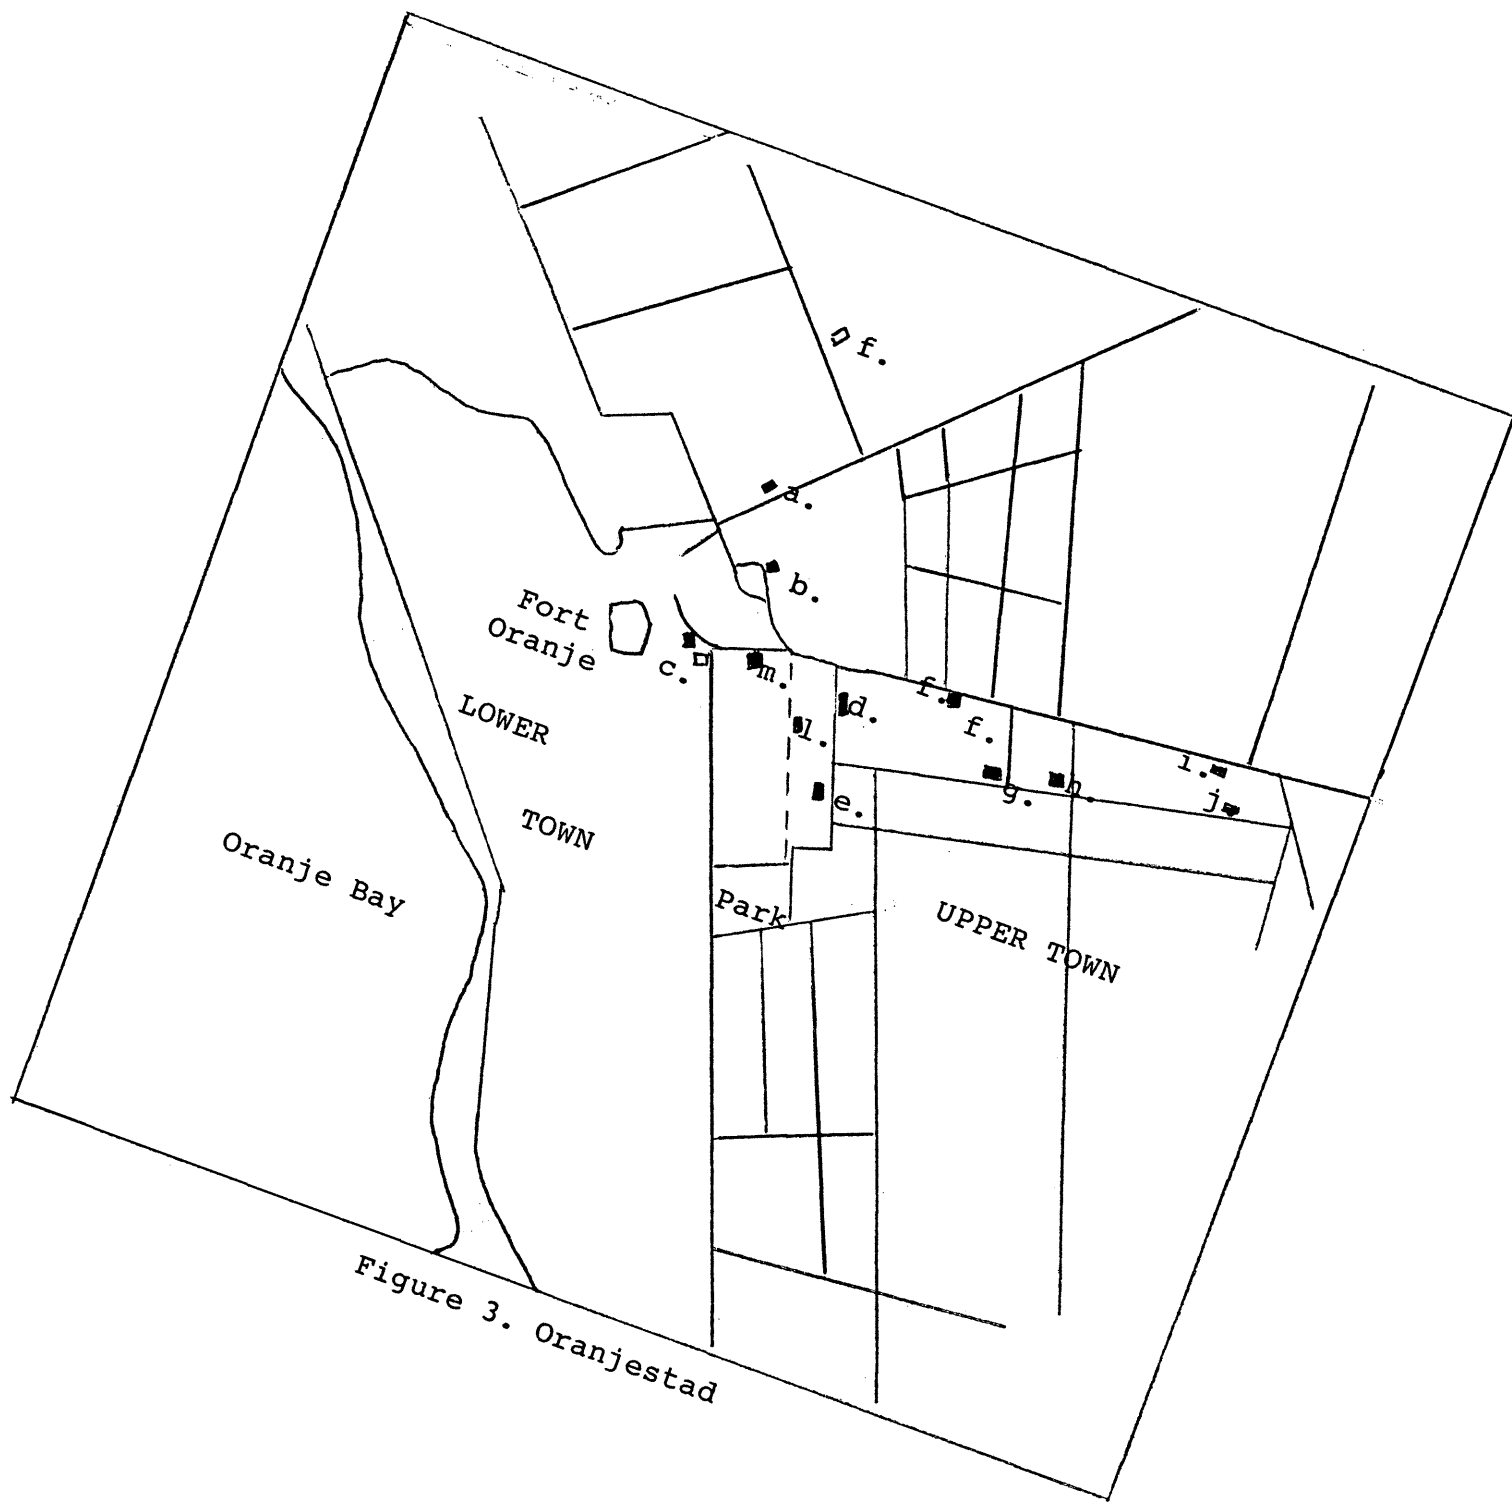 f.
a.
b.
Fort
Oranje
c.
m.
f.
d.
f.
l.
LOWER
i.
g.
h.
j.
e.
TOWN
Oranje Bay
Park
UPPER TOWN
Figure 3. Oranjestad